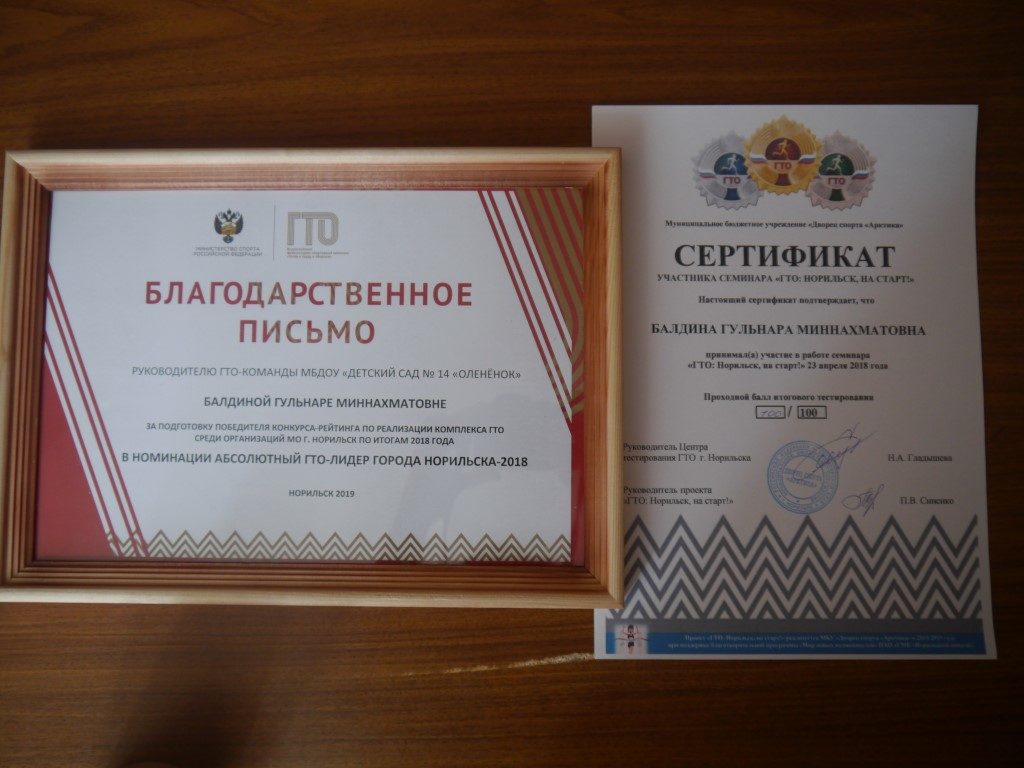 МИНИСТЕРСТВО СПОРТА
РОССИЙСКОЙ ФЕДЕРАЦИИ
ГТО
БЛАГОДАРСТВЕННОЕ
ПИСЬМО
РУКОВОДИТЕЛЮ ГТО-КОМАНДЫ МБДОУ «ДЕТСКИЙ САД № 14 «ОЛЕНЁНОК»
БАЛДИНОЙ ГУЛЬНАРЕ МИННАХМАТОВНЕ
ЗА ПОДГОТОВКУ ПОБЕДИТЕЛЯ КОНКУРСА-РЕЙТИНГА ПО РЕАЛИЗАЦИИ КОМПЛЕКСА ГТО
СРЕДИ ОРГАНИЗАЦИЙ МО Г. НОРИЛЬСК ПО ИТОГАМ 2018 ГОДА
В НОМИНАЦИИ АБСОЛЮТНЫЙ ГТО-ЛИДЕР ГОРОДА НОРИЛЬСКА-2018
НОРИЛЬСК 2019
ГТО ГТО ГТО
Муниципальное бюджетное учреждение «Дворец спорта «Арктика»
СЕРТИФИКАТ
УЧАСТНИКА СЕМИНАРА «ГТО: НОРИЛЬСК, НА СТАРТ!»
Настоящий сертификат подтверждает, что
БАЛДИНА ГУЛЬНАРА МИННАХМАТОВНА
принимал(а) участие в работе семинара
«ГТО: Норильск, на старт!» 23 апреля 2018 года
Проходной балл итогового тестирования
100 / 100
Руководитель Центра
тестирования ГТО г. Норильска Н.А. Гладышева
Руководитель проекта
«ГТО: Норильск, на старт!» П.В. Синенко